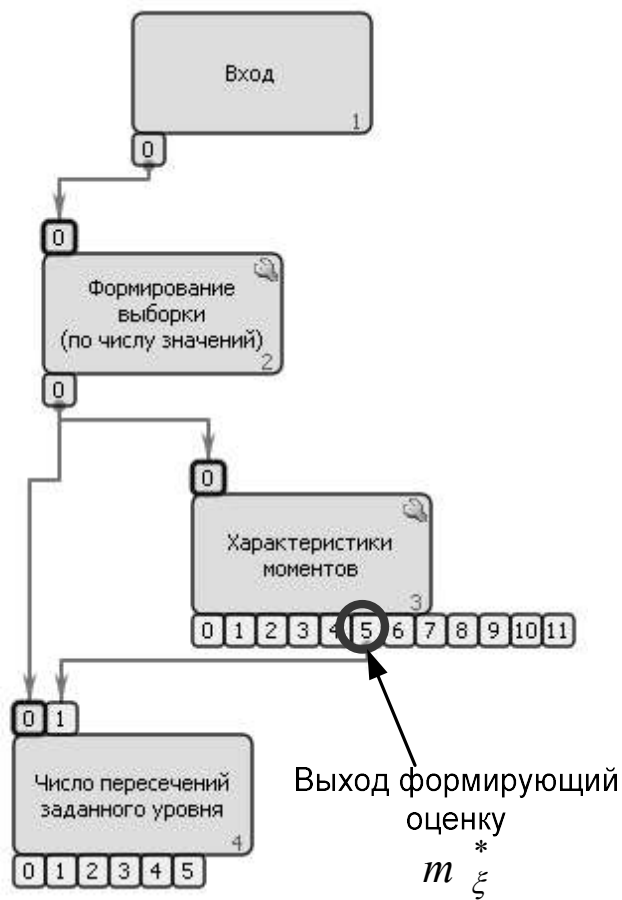 Вход
1
0
0
Формирование
выборки
(по числу значений)
2
0
0
Характеристики
моментов
3
0 1 2 3 4 5 6 7 8 9 10 11
0 1
Число пересечений
заданного уровня
4
0 1 2 3 4 5
Выход формирующий
оценку
m ξ *